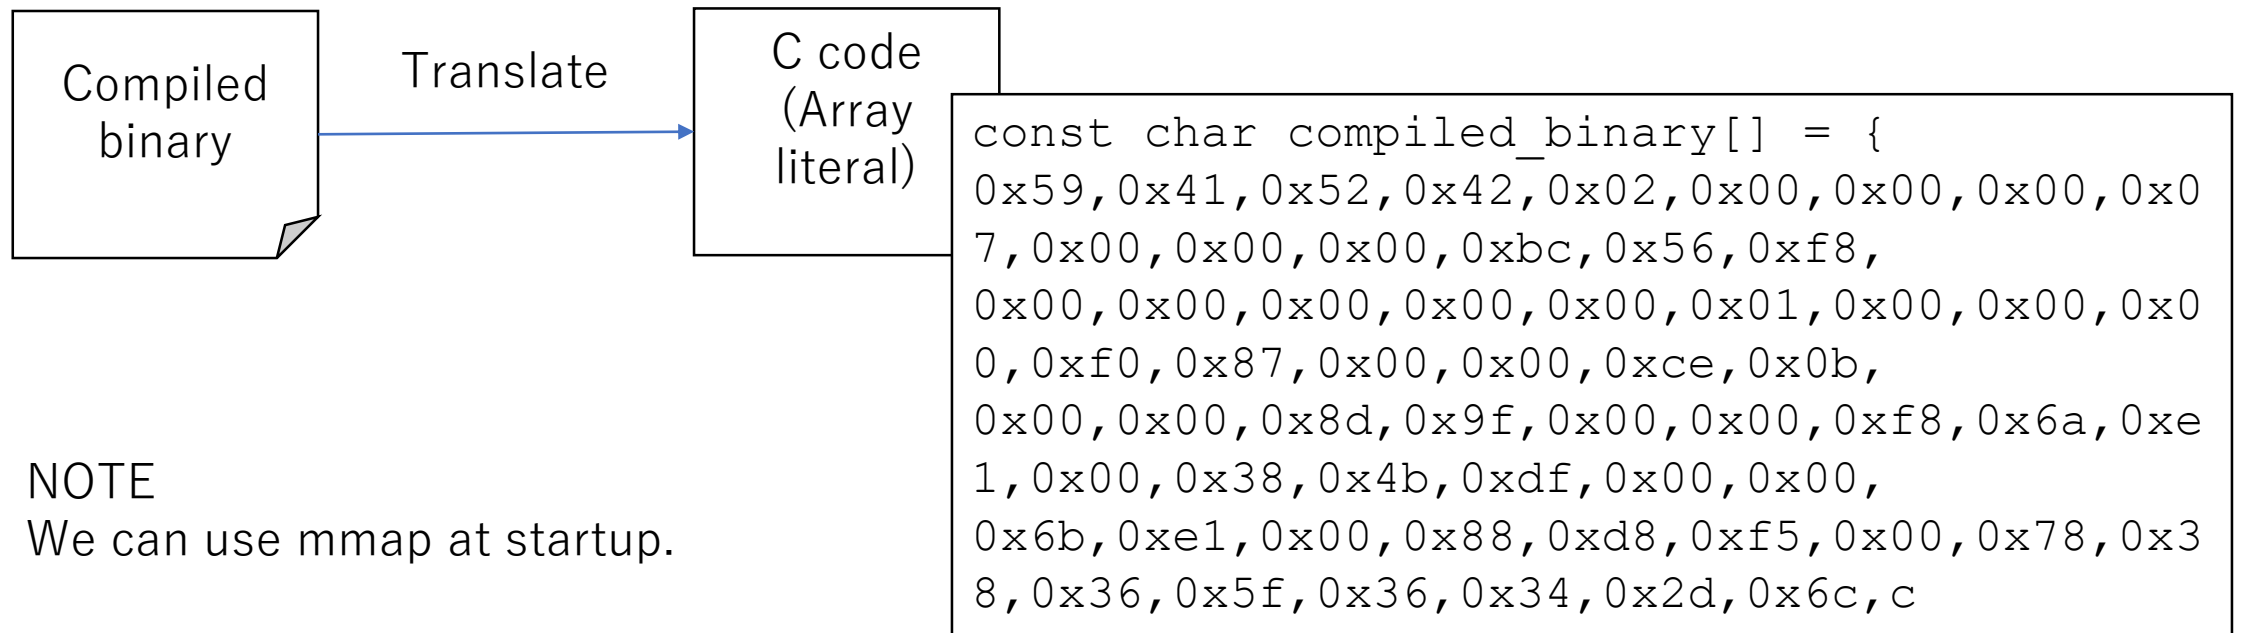 Compiled
binary
Translate
C code
(Array
literal)
const char compiled_binary[] = {
0x59,0x41,0x52,0x42,0x02,0x00,0x00,0x00,0x0
7,0x00,0x00,0x00,0xbc,0x56,0xf8,
0x00,0x00,0x00,0x00,0x00,0x01,0x00,0x00,0x0
0,0xf0,0x87,0x00,0x00,0xce,0x0b,
0x00,0x00,0x8d,0x9f,0x00,0x00,0xf8,0x6a,0xe
1,0x00,0x38,0x4b,0xdf,0x00,0x00,
0x6b,0xe1,0x00,0x88,0xd8,0xf5,0x00,0x78,0x3
8,0x36,0x5f,0x36,0x34,0x2d,0x6c,c
NOTE
We can use mmap at startup.